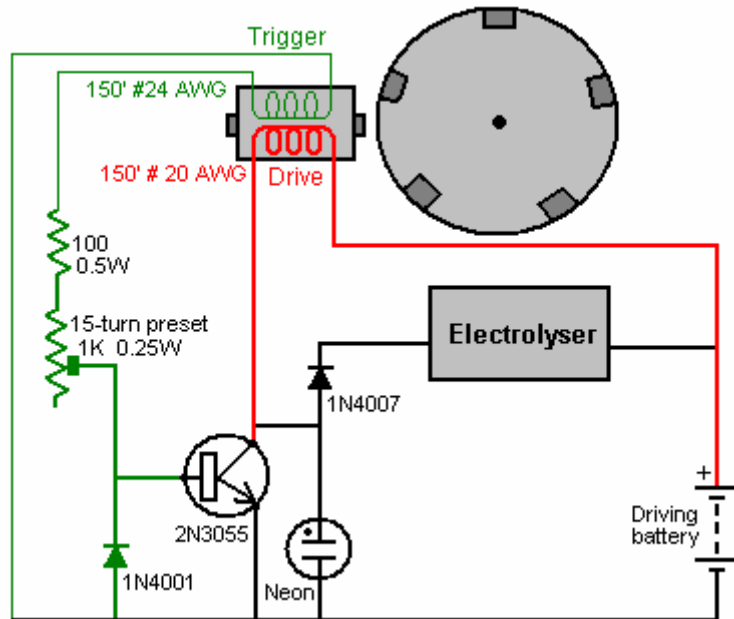 Trigger
150' #24 AWG
150' # 20 AWG
Drive
100
0.5W
15-turn preset
1K 0.25W
Electrolyser
1N4007
+
2N3055
Driving
battery
1N4001
Neon